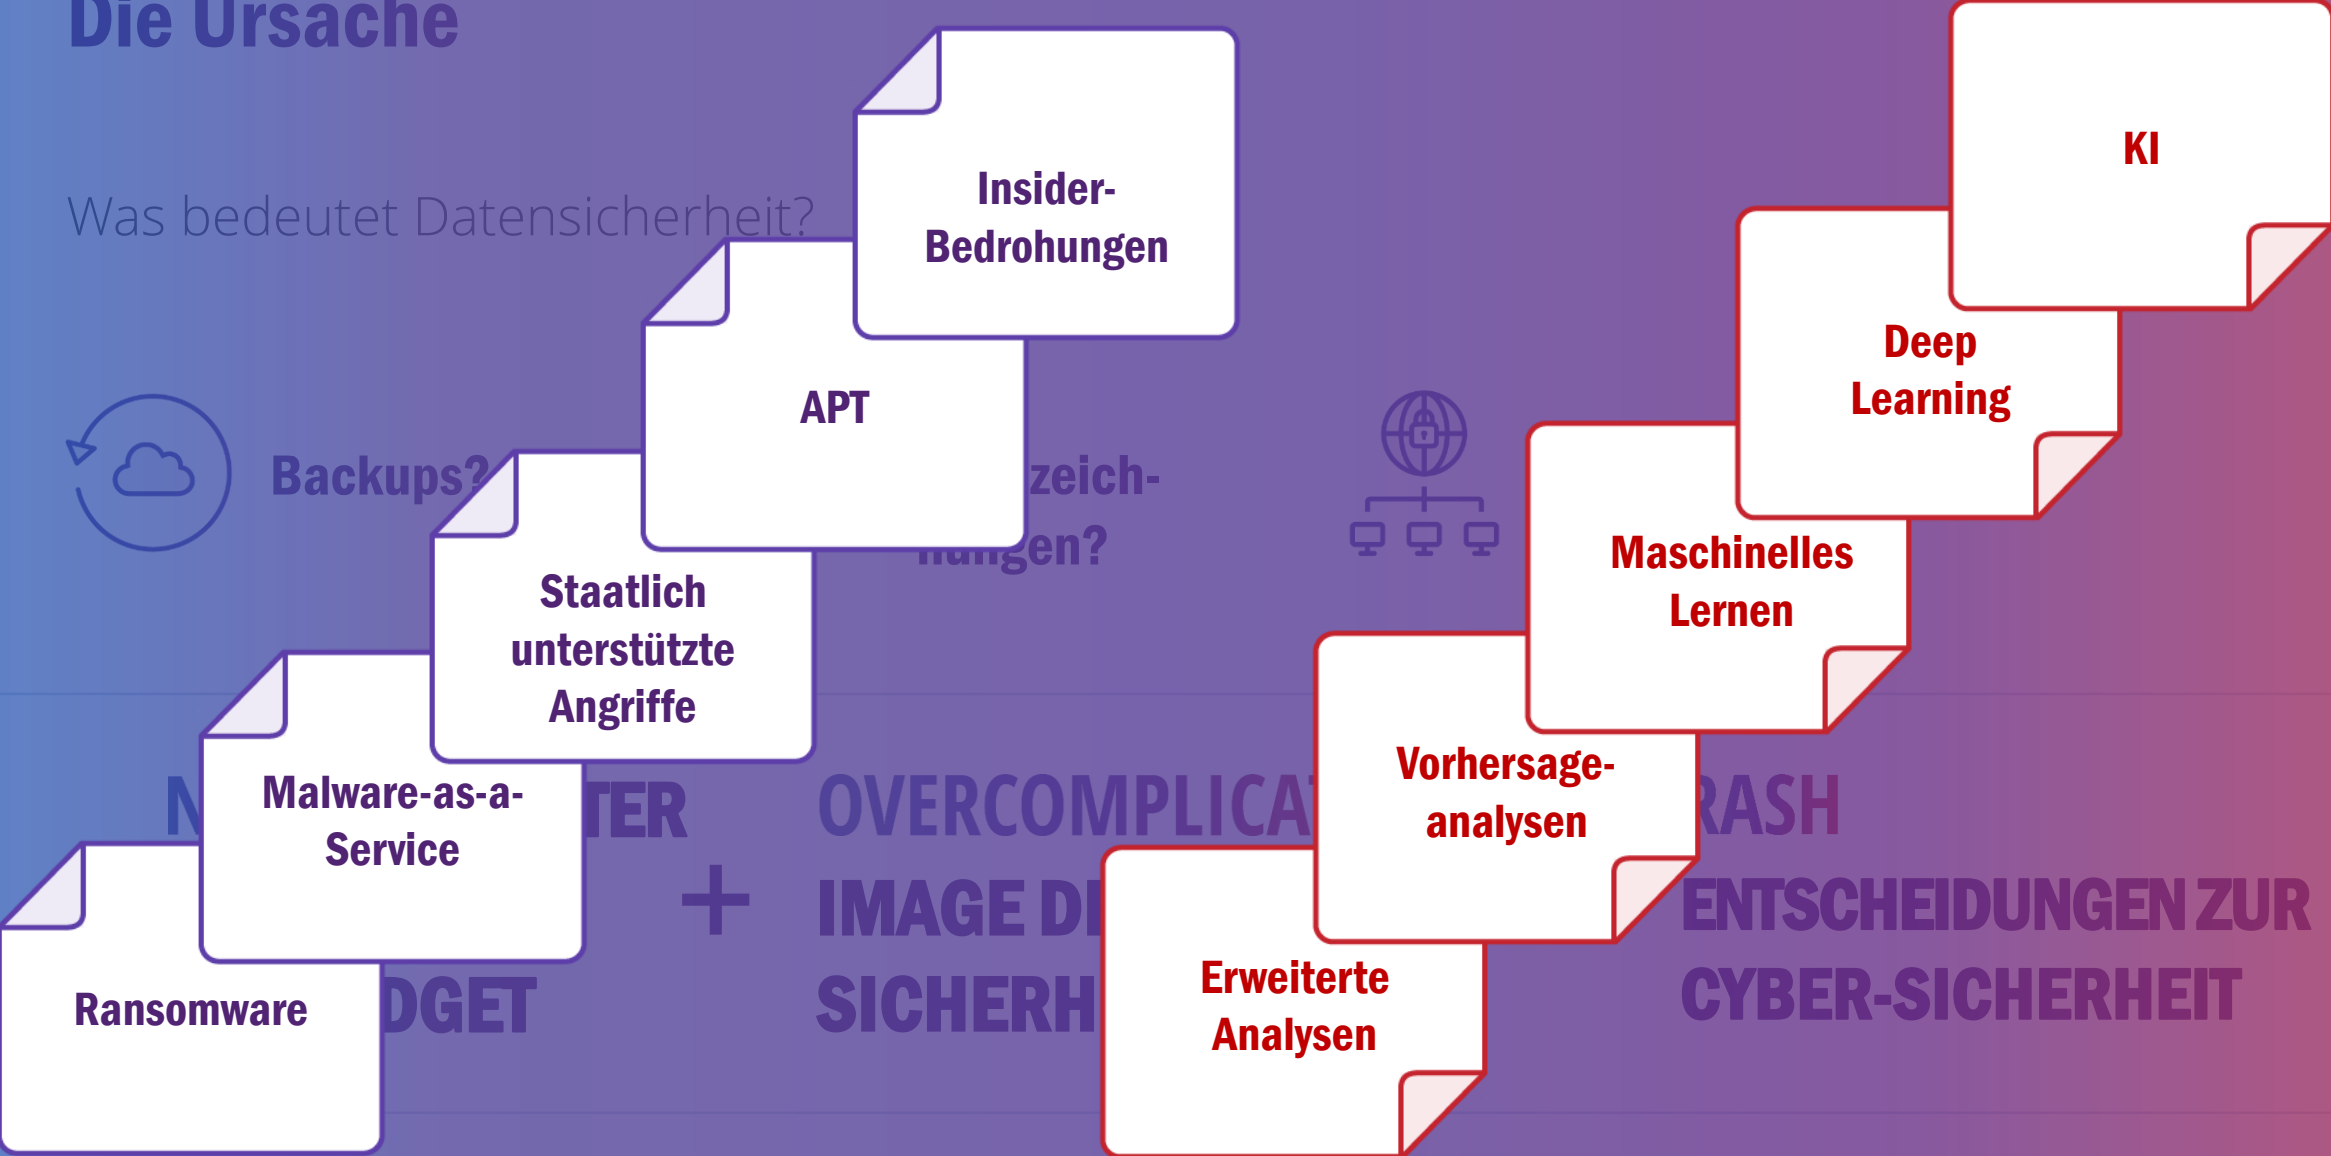 Die Ursache
Was bedeutet Datensicherheit?
Backups?
zeich-
en?
TER
DGET
+
OVERCOMPLICA
IMAGE
SICHERH
RASH
ENTSCHEIDUNGEN ZUR
CYBER-SICHERHEIT
Insider-
Bedrohungen
APT
Staatlich
unterstützte
Angriffe
Malware-as-a-
Service
Ransomware
KI
Deep
Learning
Maschinelles
Lernen
Vorhersage-
analysen
Erweiterte
Analysen